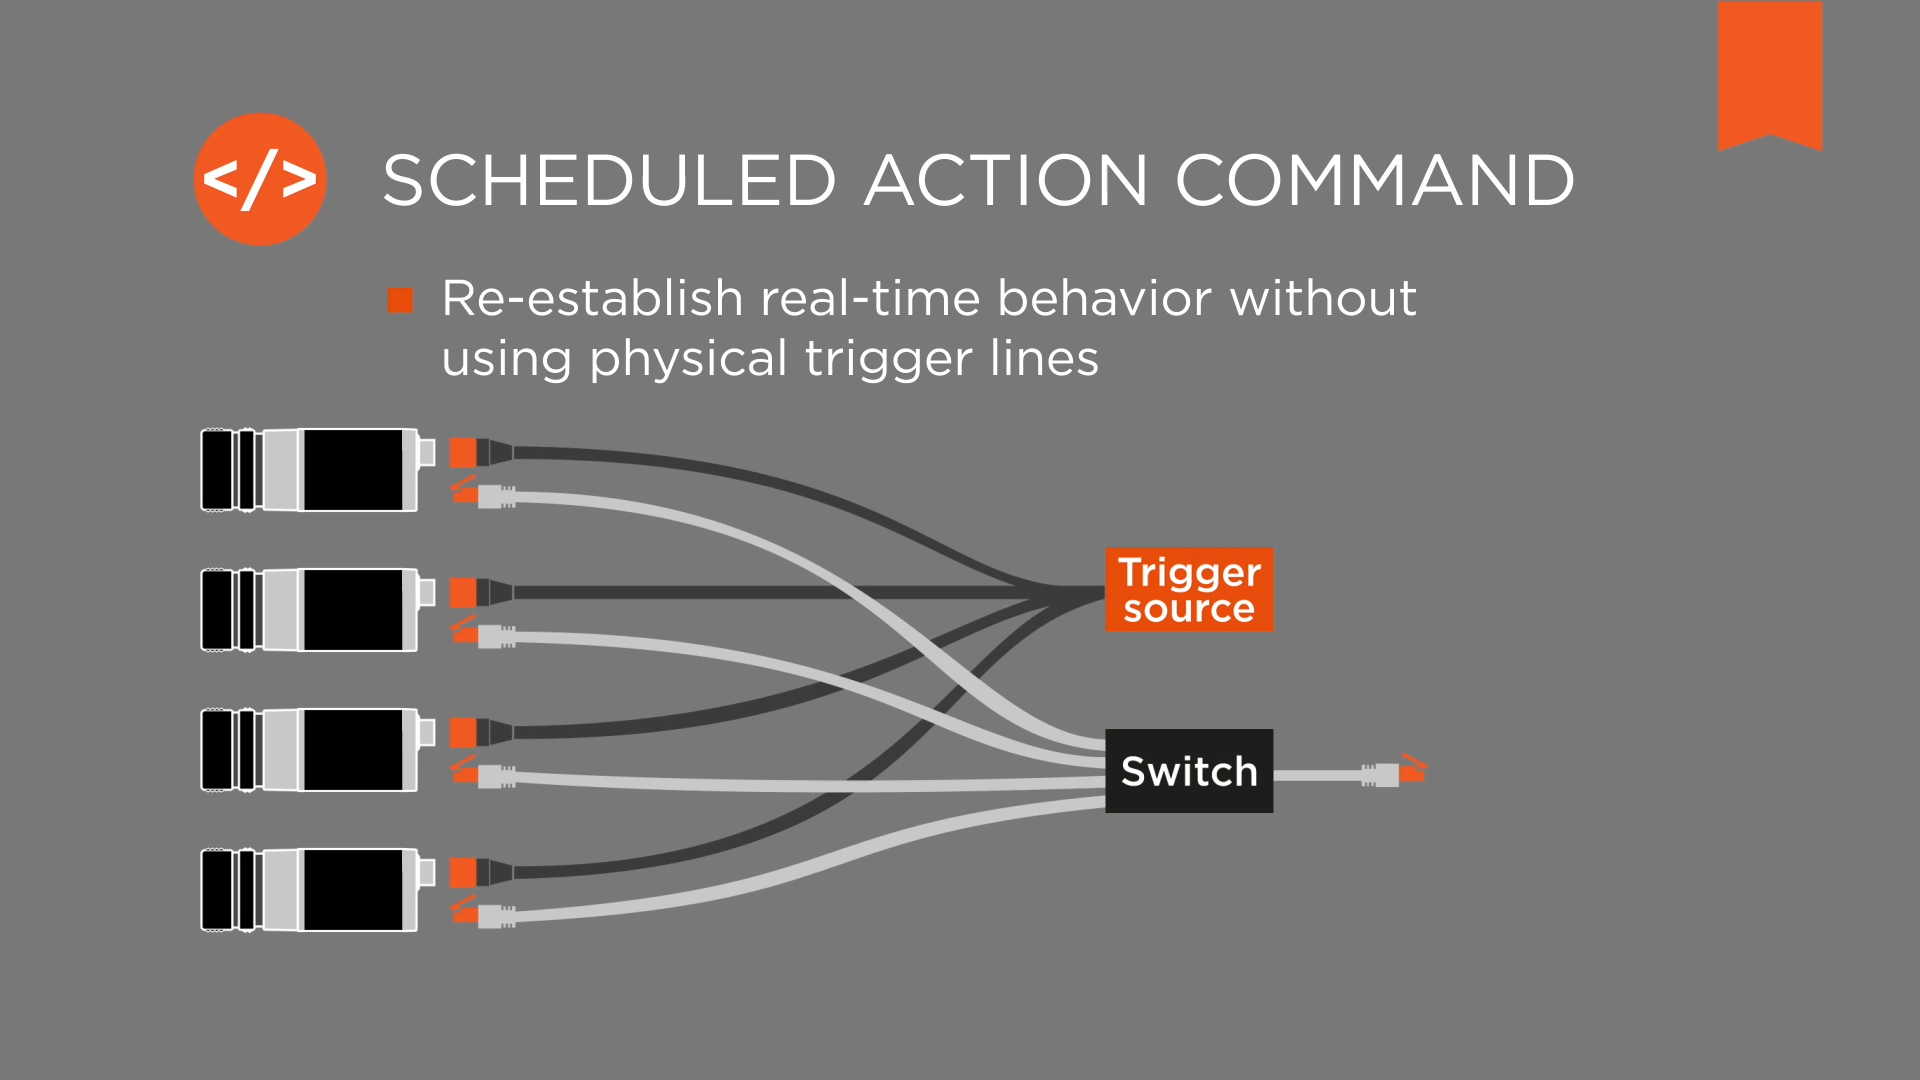 </>
SCHEDULED ACTION COMMAND
Re-establish real-time behavior without
using physical trigger lines
Trigger
source
Switch